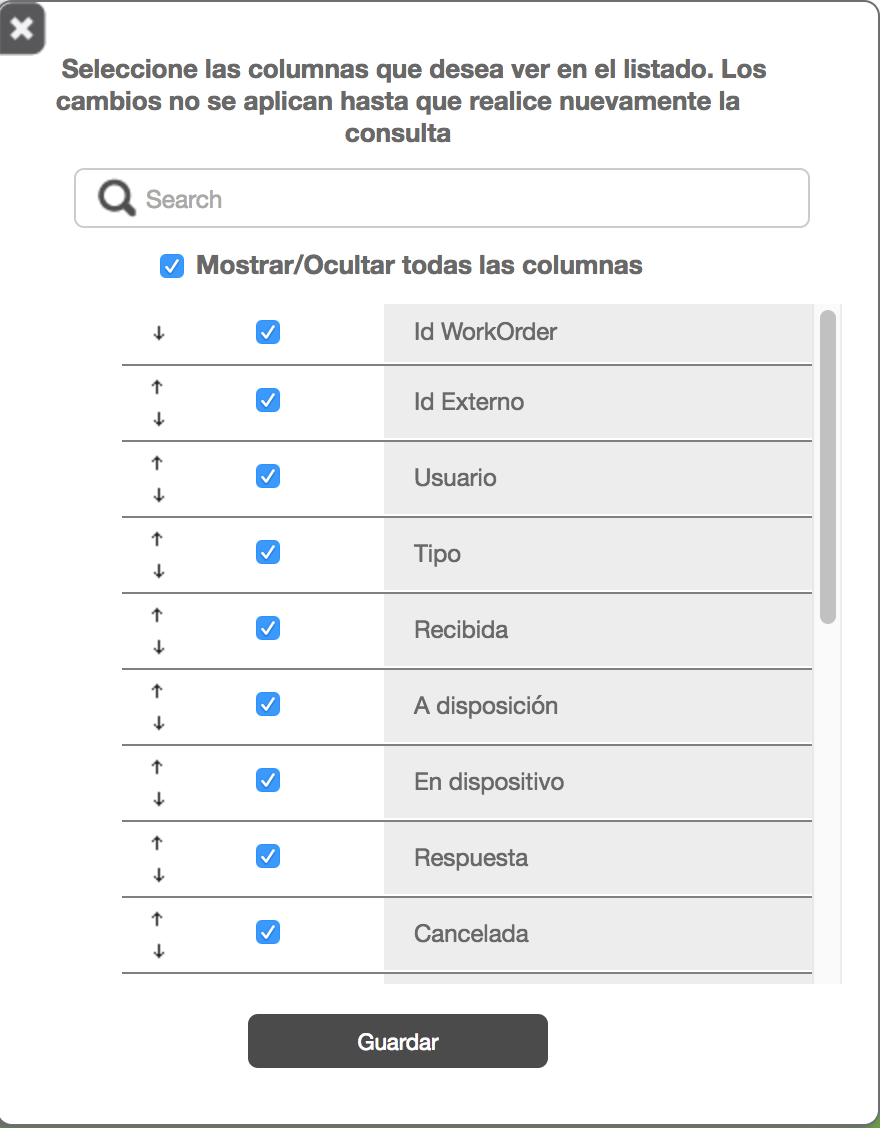 Seleccione las columnas que desea ver en el listado. Los
cambios no se aplican hasta que realice nuevamente la
consulta
Search
Mostrar/Ocultar todas las columnas
Id WorkOrder
Id Externo
Usuario
Tipo
Recibida
A disposición
En dispositivo
Respuesta
Cancelada
Guardar